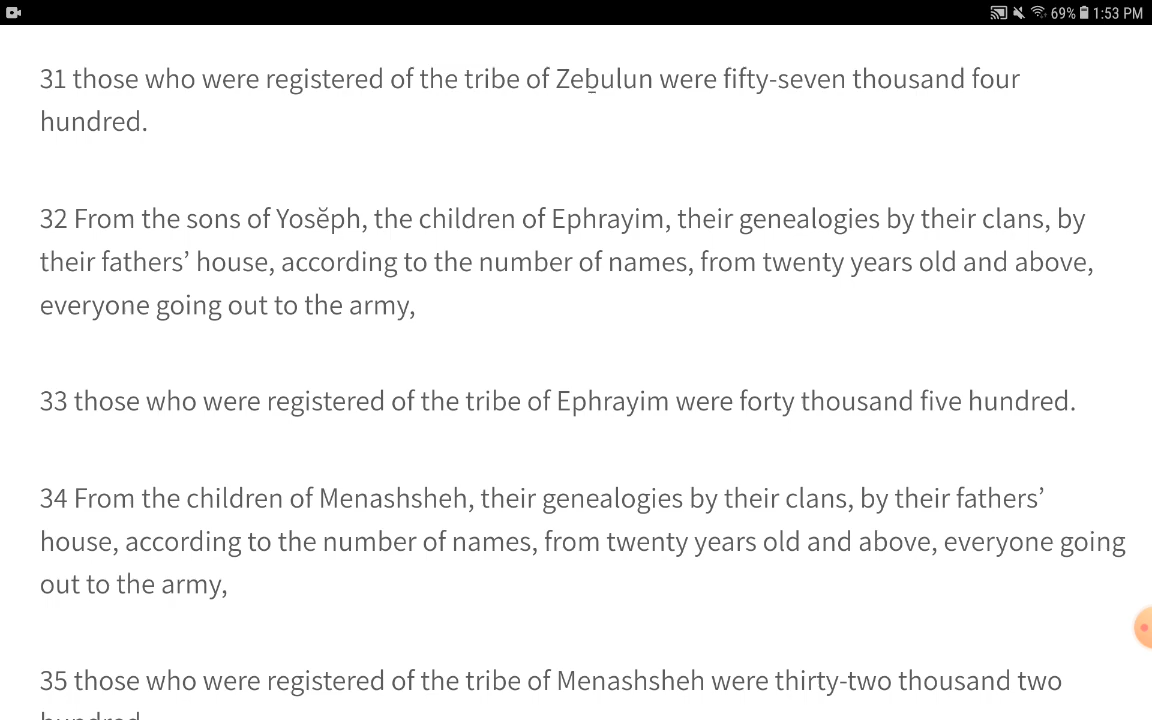 69% 1:53 PM
31 those who were registered of the tribe of Zeḇulun were fifty-seven thousand four
hundred.
32 From the sons of Yosĕph, the children of Ephrayim, their genealogies by their clans, by
their fathers’ house, according to the number of names, from twenty years old and above,
everyone going out to the army,
33 those who were registered of the tribe of Ephrayim were forty thousand five hundred.
34 From the children of Menashsheh, their genealogies by their clans, by their fathers’
house, according to the number of names, from twenty years old and above, everyone going
out to the army,
35 those who were registered of the tribe of Menashsheh were thirty-two thousand two
hundred